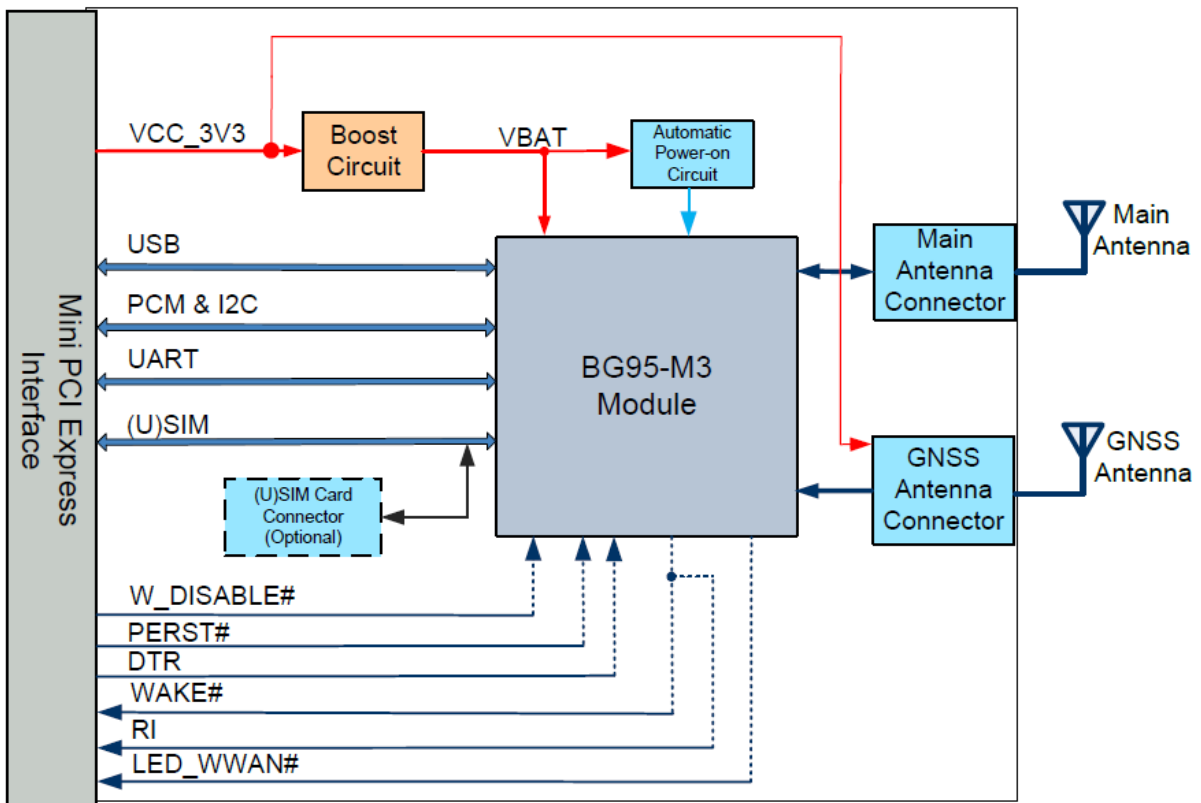 VCC_3V3
Boost
Circuit
VBAT
Automatic
Power-on
Circuit
USB
PCM & I2C
UART
(U)SIM
(U)SIM Card
Connector
(Optional)
BG95-M3
Module
Main
Antenna
Connector
Main
Antenna
GNSS
Antenna
Connector
GNSS
Antenna
Mini PCI Express
Interface
W_DISABLE#
PERST#
DTR
WAKE#
RI
LED_WWAN#